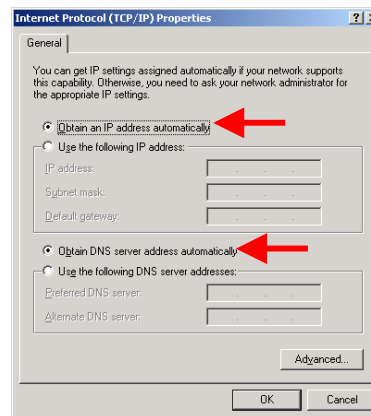 Internet Protocol (TCP/IP) Properties
General
You can get IP settings assigned automatically if your network supports
this capability. Otherwise, you need to ask your network administrator for
the appropriate IP settings.
Obtain an IP address automatically
Use the following IP address:
IP address:
Subnet mask:
Default gateway:
Obtain DNS server address automatically
Use the following DNS server addresses:
Preferred DNS server:
Alternate DNS server:
Advanced...
OK Cancel